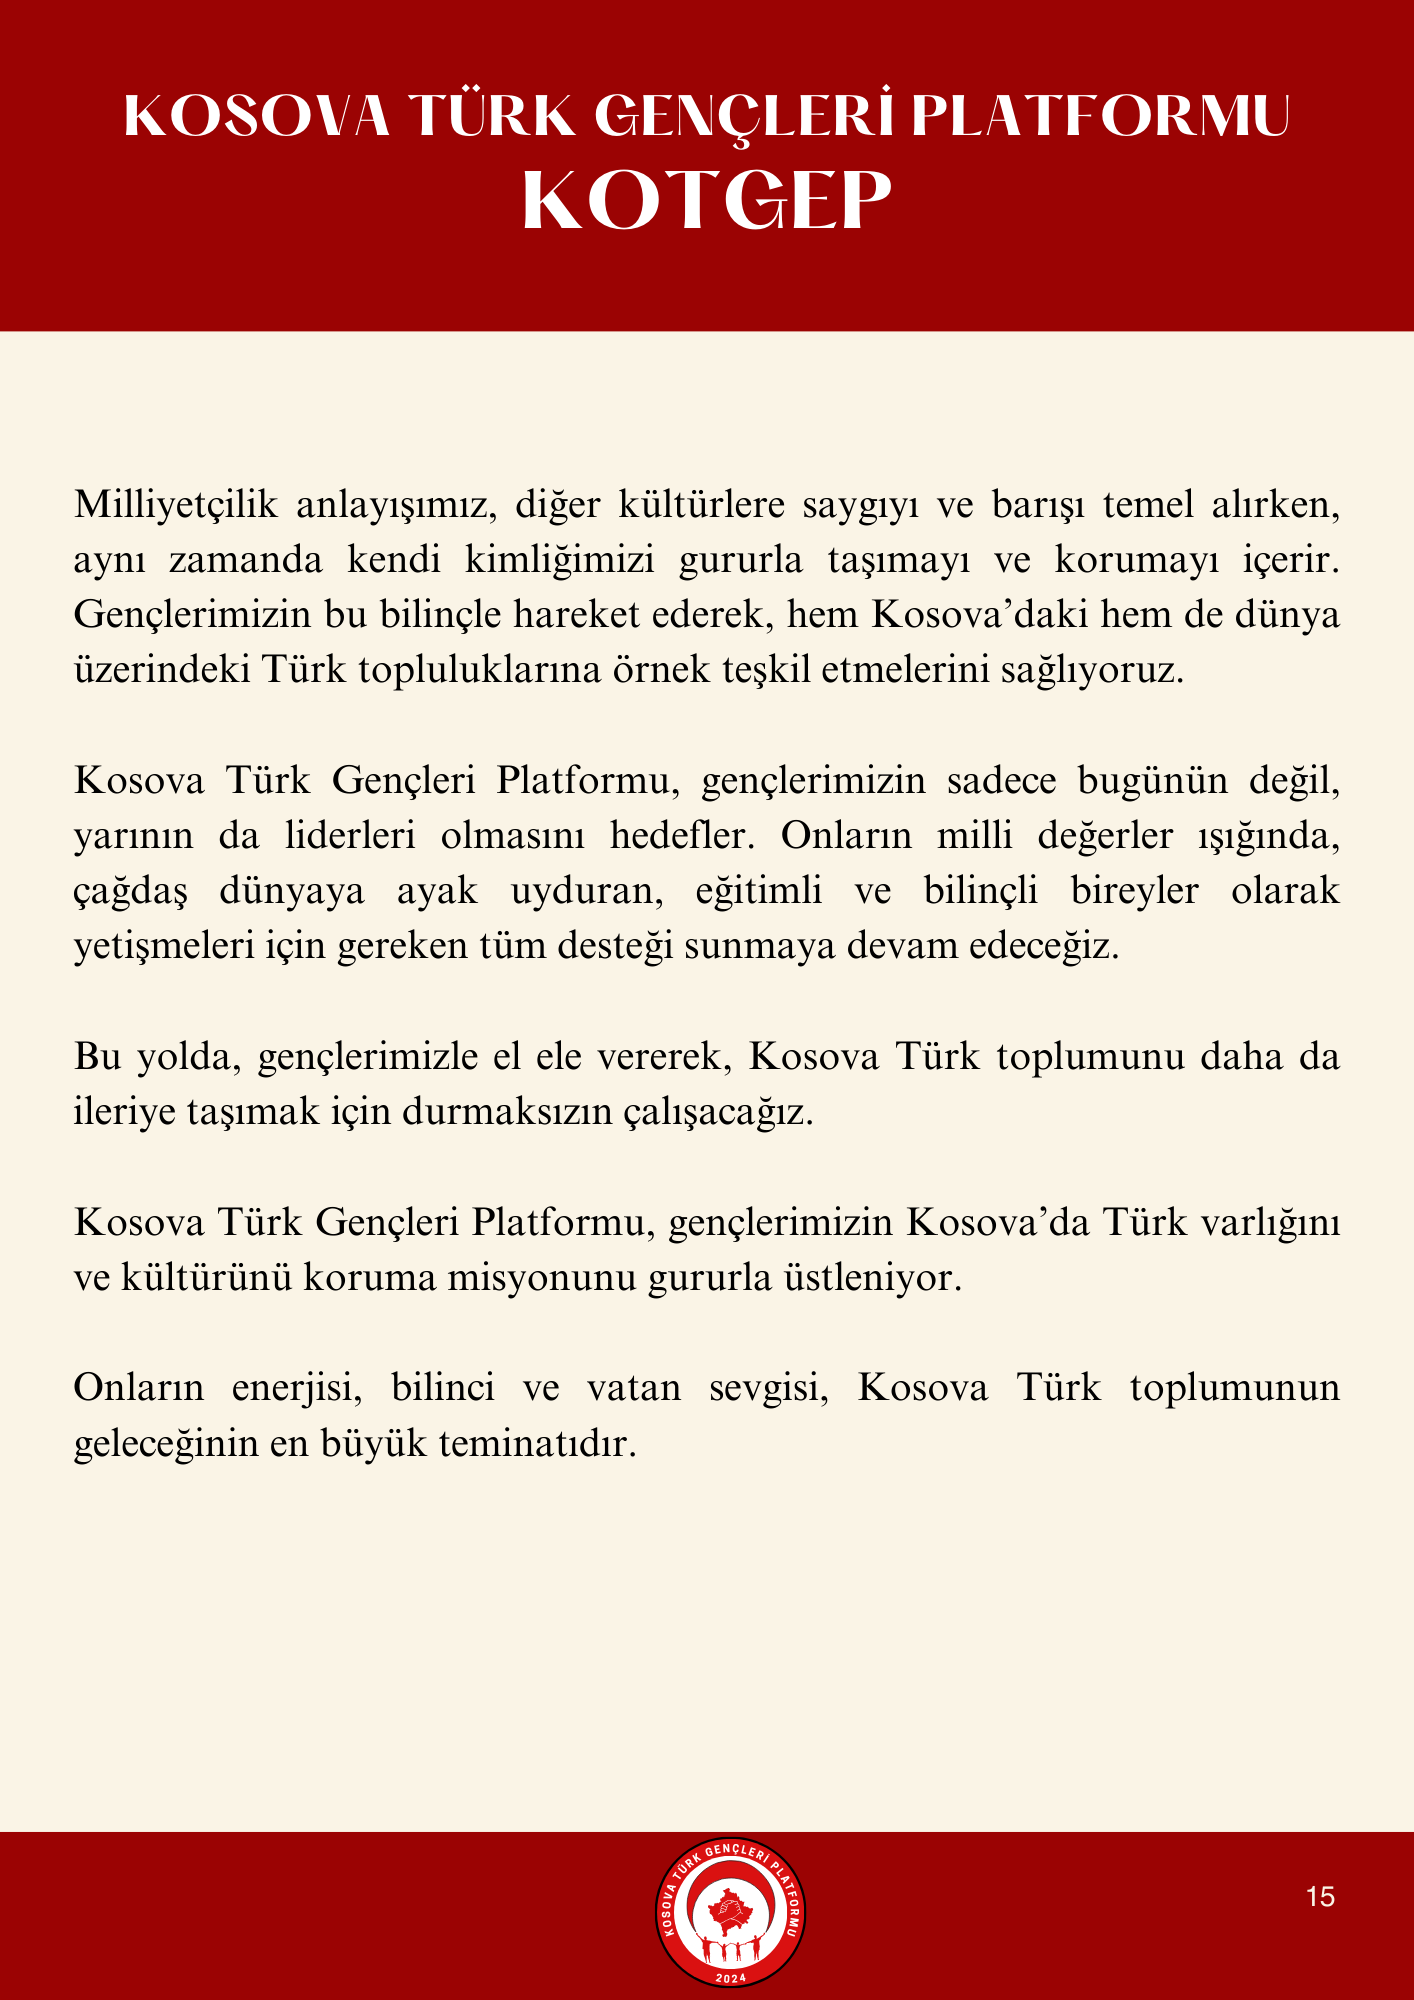 KOSOVA TÜRK GENÇLERİ PLATFORMU
KOTGEP
Milliyetçilik anlayışımız, diğer kültürlere saygıyı ve barışı temel alırken,
aynı zamanda kendi kimliğimizi gururla taşımayı ve korumayı içerir.
Gençlerimizin bu bilinçle hareket ederek, hem Kosova’daki hem de dünya
üzerindeki Türk topluluklarına örnek teşkil etmelerini sağlıyoruz.
Kosova Türk Gençleri Platformu, gençlerimizin sadece bugünün değil,
yarının da liderleri olmasını hedefler. Onların milli değerler ışığında,
çağdaş dünyaya ayak uyduran, eğitimli ve bilinçli bireyler olarak
yetişmeleri için gereken tüm desteği sunmaya devam edeceğiz.
Bu yolda, gençlerimizle el ele vererek, Kosova Türk toplumunu daha da
ileriye taşımak için durmaksızın çalışacağız.
Kosova Türk Gençleri Platformu, gençlerimizin Kosova’da Türk varlığını
ve kültürünü koruma misyonunu gururla üstleniyor.
Onların enerjisi, bilinci ve vatan sevgisi, Kosova Türk toplumunun
geleceğinin en büyük teminatıdır.
KOSOVA TÜRK GENÇLERİ PLATFORMU
2024
15